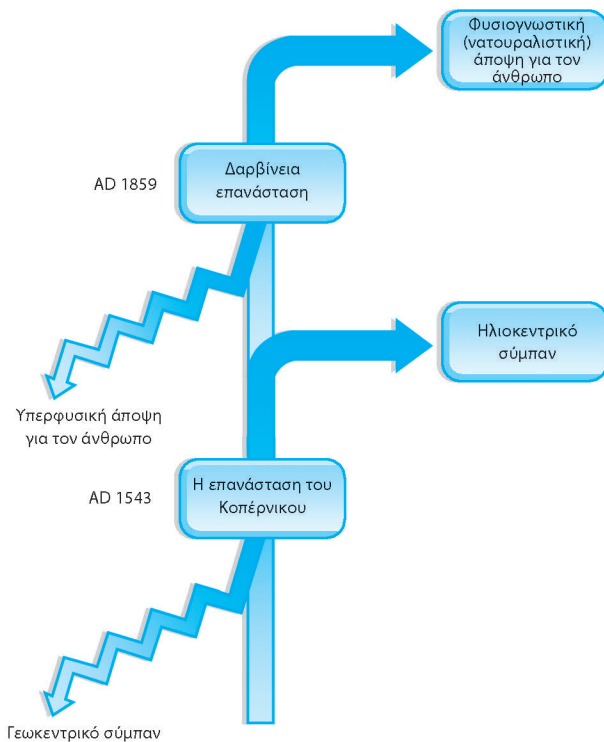 Φυσιογνωστική
(νατουραλιστική)
άποψη για τον
άνθρωπο
Δαρβίνεια
επανάσταση
AD 1859
Ηλιοκεντρικό
σύμπαν
Υπερφυσική άποψη
για τον άνθρωπο
Η επανάσταση του
Κοπέρνικου
AD 1543
Γεωκεντρικό σύμπαν